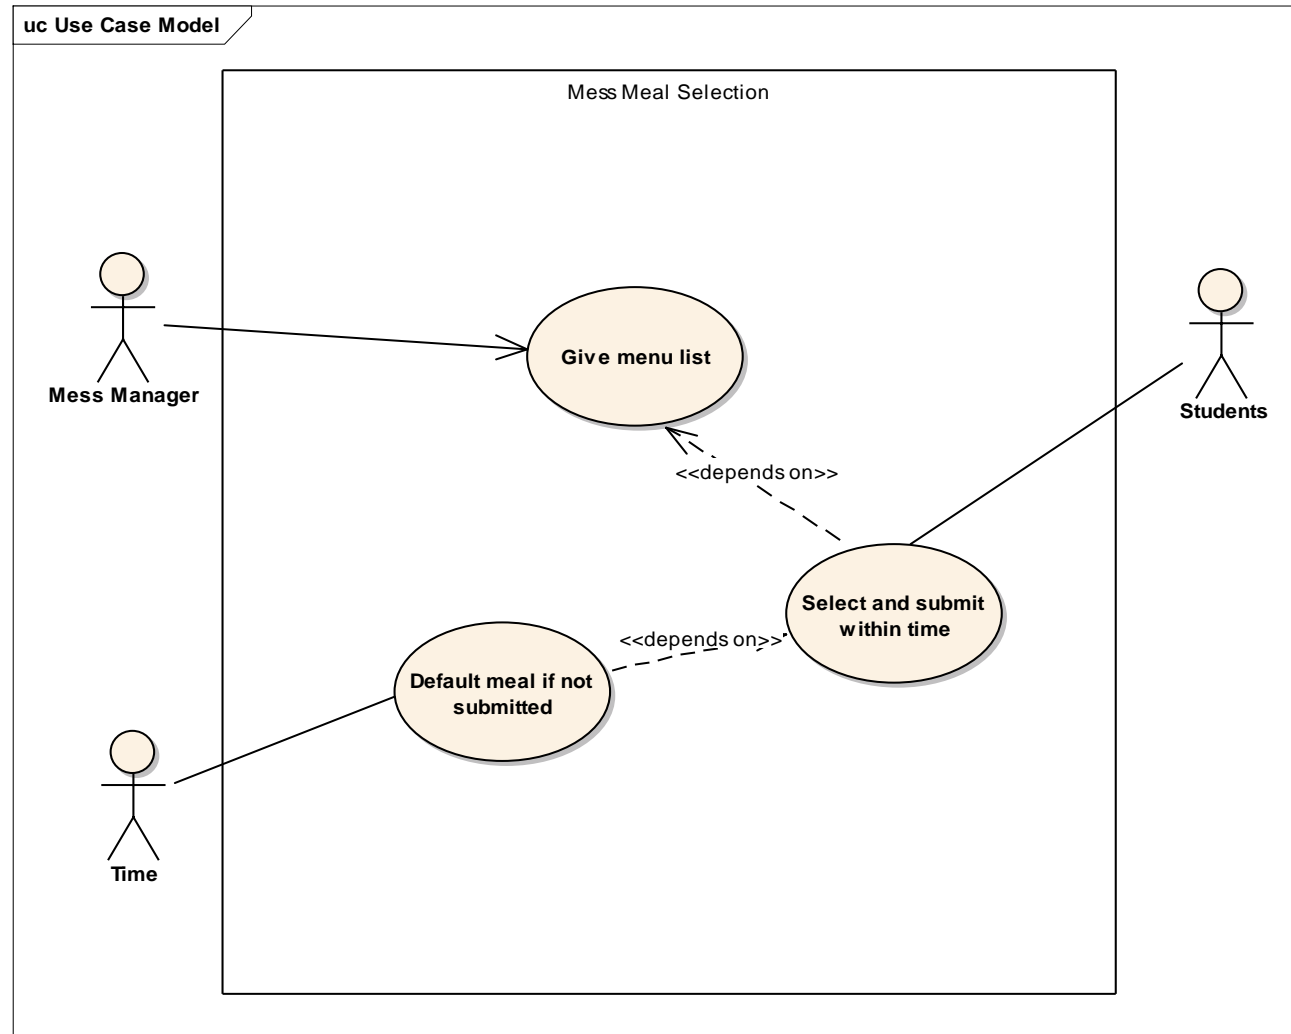 uc Use Case Model
Mess Meal Selection
Give menu list
Mess Manager
Students
<<depends on>>
Select and submit
within time
<<depends on>>
Default meal if not
submitted
Time